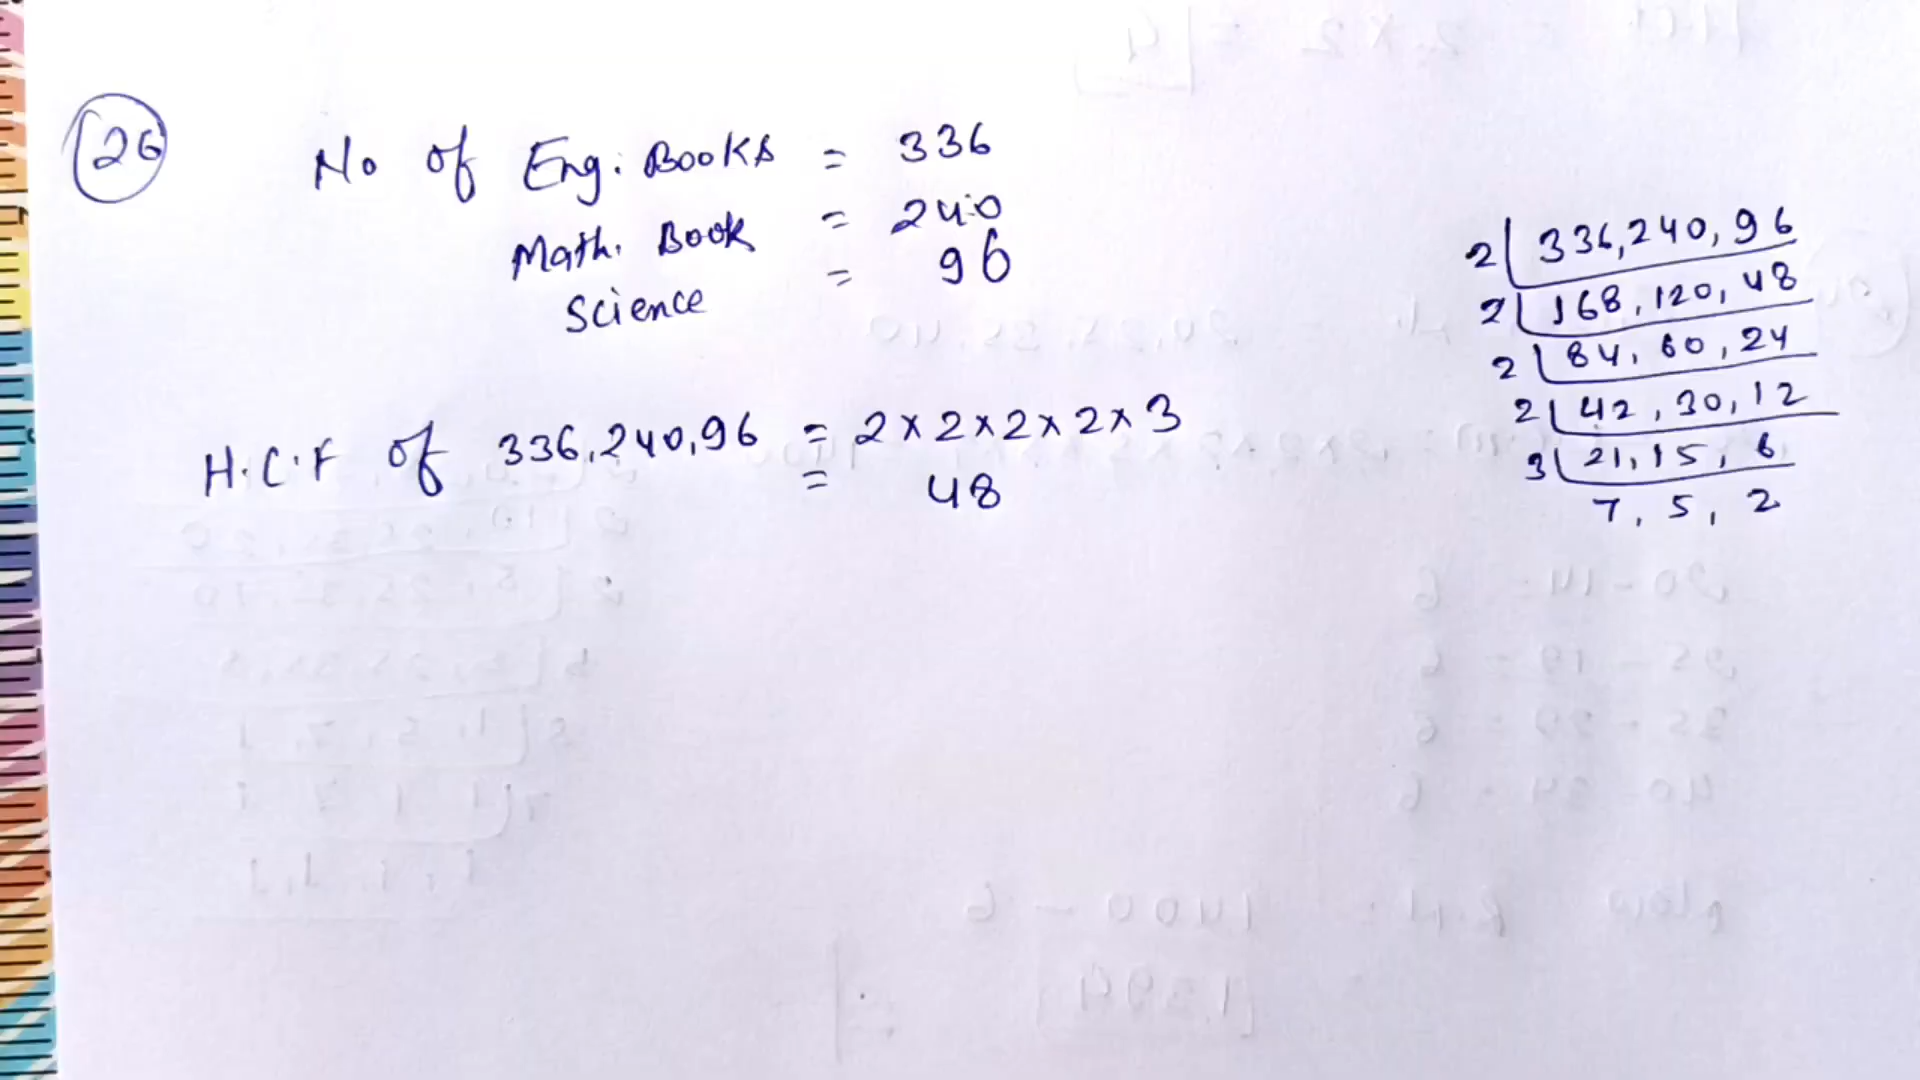 26
No of Eng. Books = 336
Math. Book = 240
Science = 96
H.C.F of 336,240,96 = 2×2×2×2×3
= 48
2 | 336,240,96
2 | 168,120,48
2 | 84,60,24
2 | 42,30,12
3 | 21,15,6
7,5,2